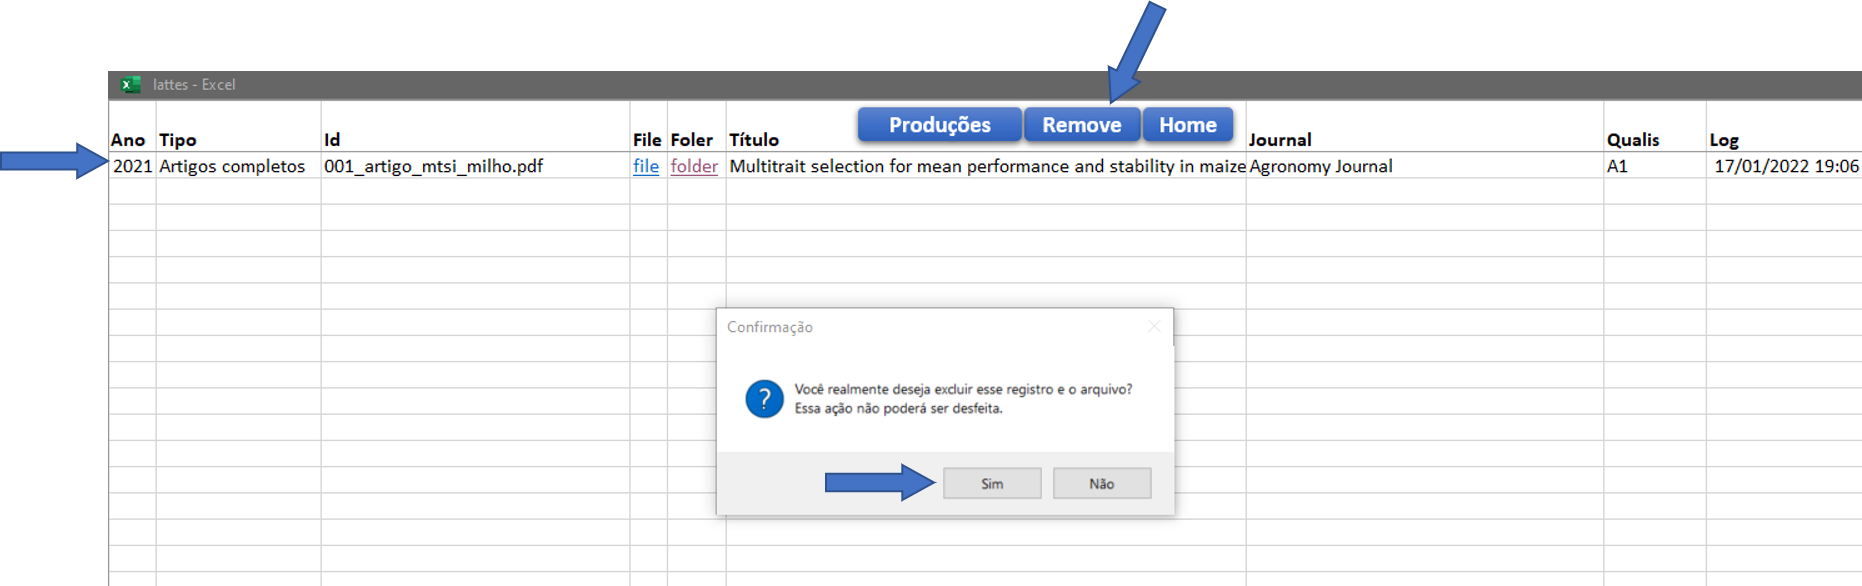 lattes - Excel
Produções Remove Home
Ano Tipo Id File Foler Título Journal Qualis Log
2021 Artigos completos 001_artigo_mtsi_milho.pdf file folder Multitrait selection for mean performance and stability in maize Agronomy Journal A1 17/01/2022 19:06
Confirmação
Você realmente deseja excluir esse registro e o arquivo?
Essa ação não poderá ser desfeita.
Sim Não